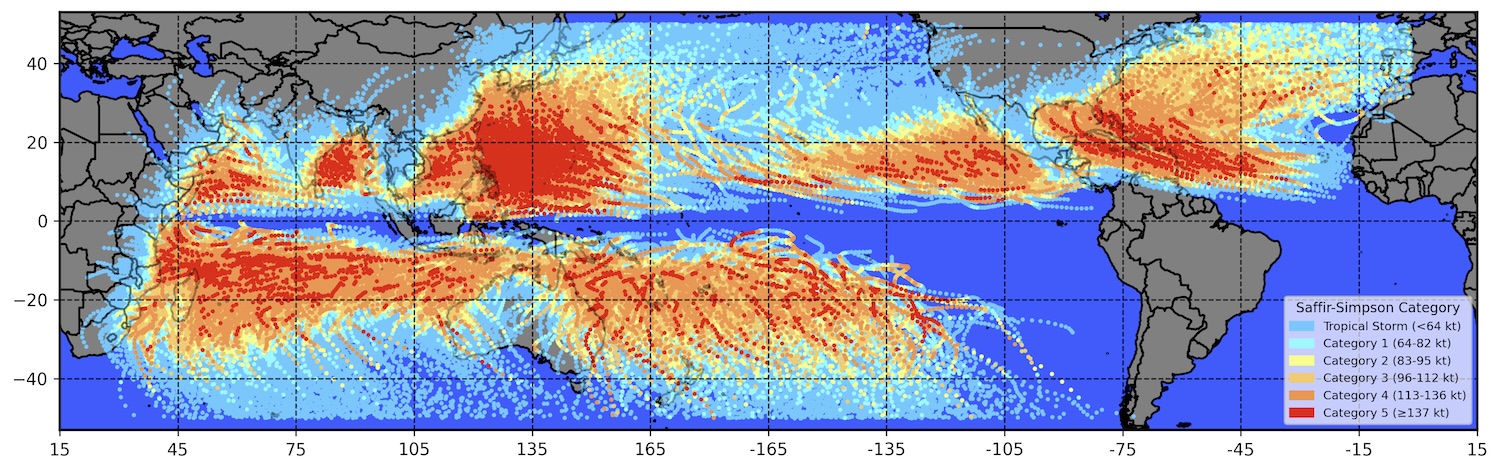 40
20
0
−20
−40
Saffir-Simpson Category
Tropical Storm (<64 kt)
Category 1 (64-82 kt)
Category 2 (83-95 kt)
Category 3 (96-112 kt)
Category 4 (113-136 kt)
Category 5 (≥137 kt)
15 45 75 105 135 165 -165 -135 -105 -75 -45 -15 15